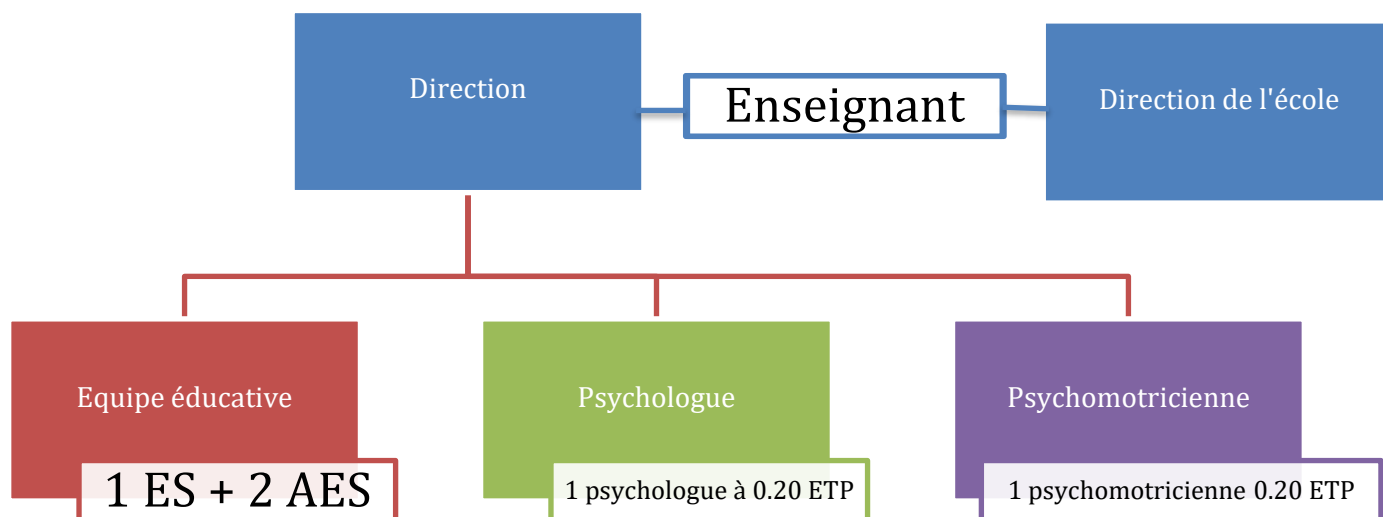 Direction
Enseignant
Direction de l'école
Equipe éducative
1 ES + 2 AES
Psychologue
1 psychologue à 0.20 ETP
Psychomotricienne
1 psychomotricienne 0.20 ETP